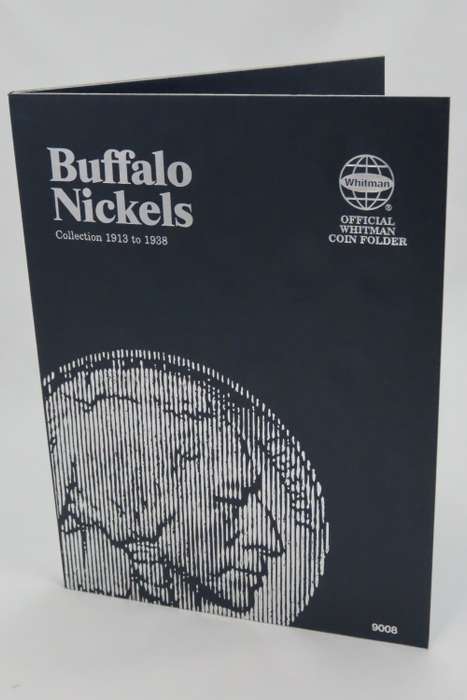 Buffalo
Nickels
Collection 1913 to 1938
Whitman
®
OFFICIAL
WHITMAN
COIN FOLDER
9008